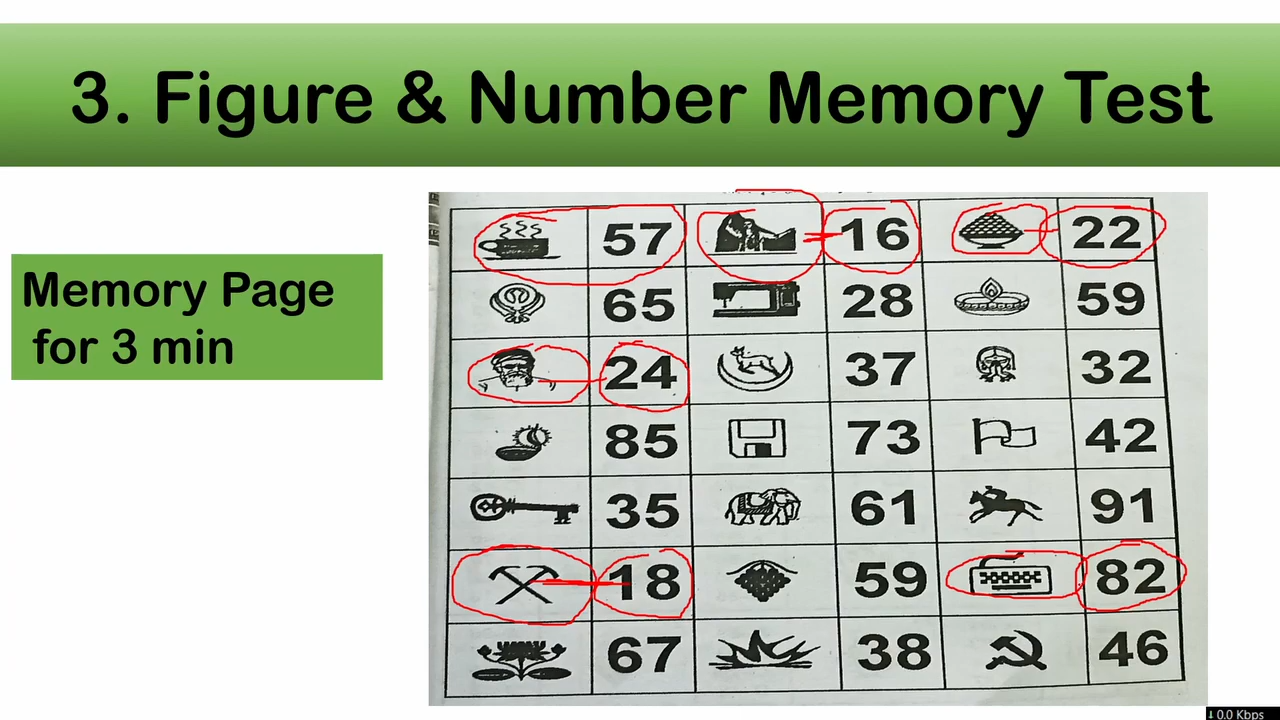 3. Figure & Number Memory Test
Memory Page
for 3 min
57 16 22
65 28 59
24 37 32
85 73 42
35 61 91
18 59 82
67 38 46
↓ 0.0 Kbps